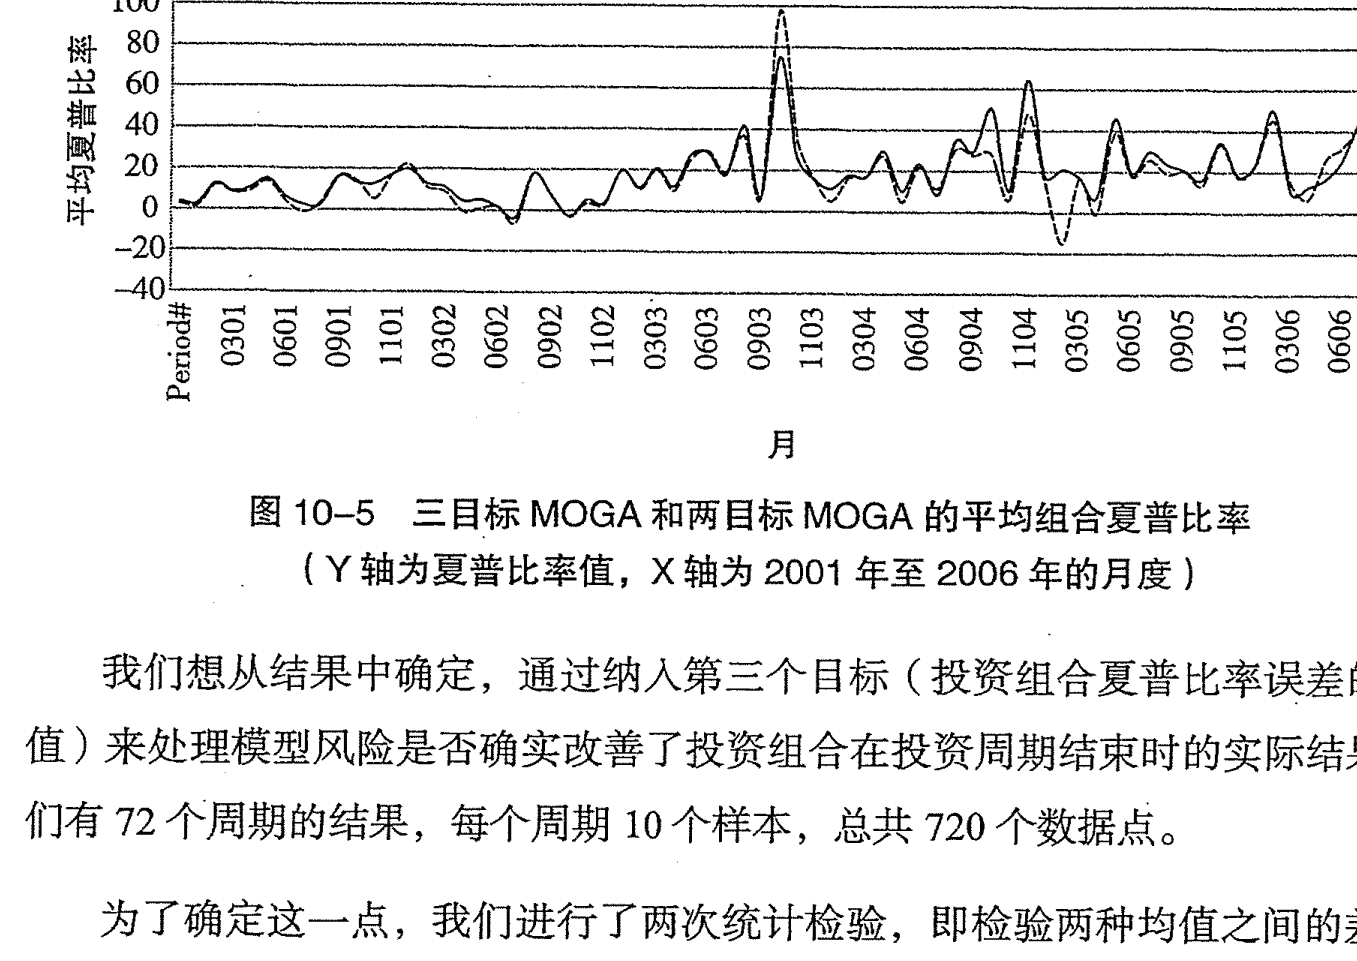 100
80
60
40
20
0
–20
–40
平均夏普比率
Period# 0301 0601 0901 1101 0302 0602 0902 1102 0303 0603 0903 1103 0304 0604 0904 1104 0305 0605 0905 1105 0306 0606
月
图 10–5 三目标 MOGA 和两目标 MOGA 的平均组合夏普比率
（Y 轴为夏普比率值，X 轴为 2001 年至 2006 年的月度）
我们想从结果中确定，通过纳入第三个目标（投资组合夏普比率误差的
值）来处理模型风险是否确实改善了投资组合在投资周期结束时的实际结果
们有 72 个周期的结果，每个周期 10 个样本，总共 720 个数据点。
为了确定这一点，我们进行了两次统计检验，即检验两种均值之间的差